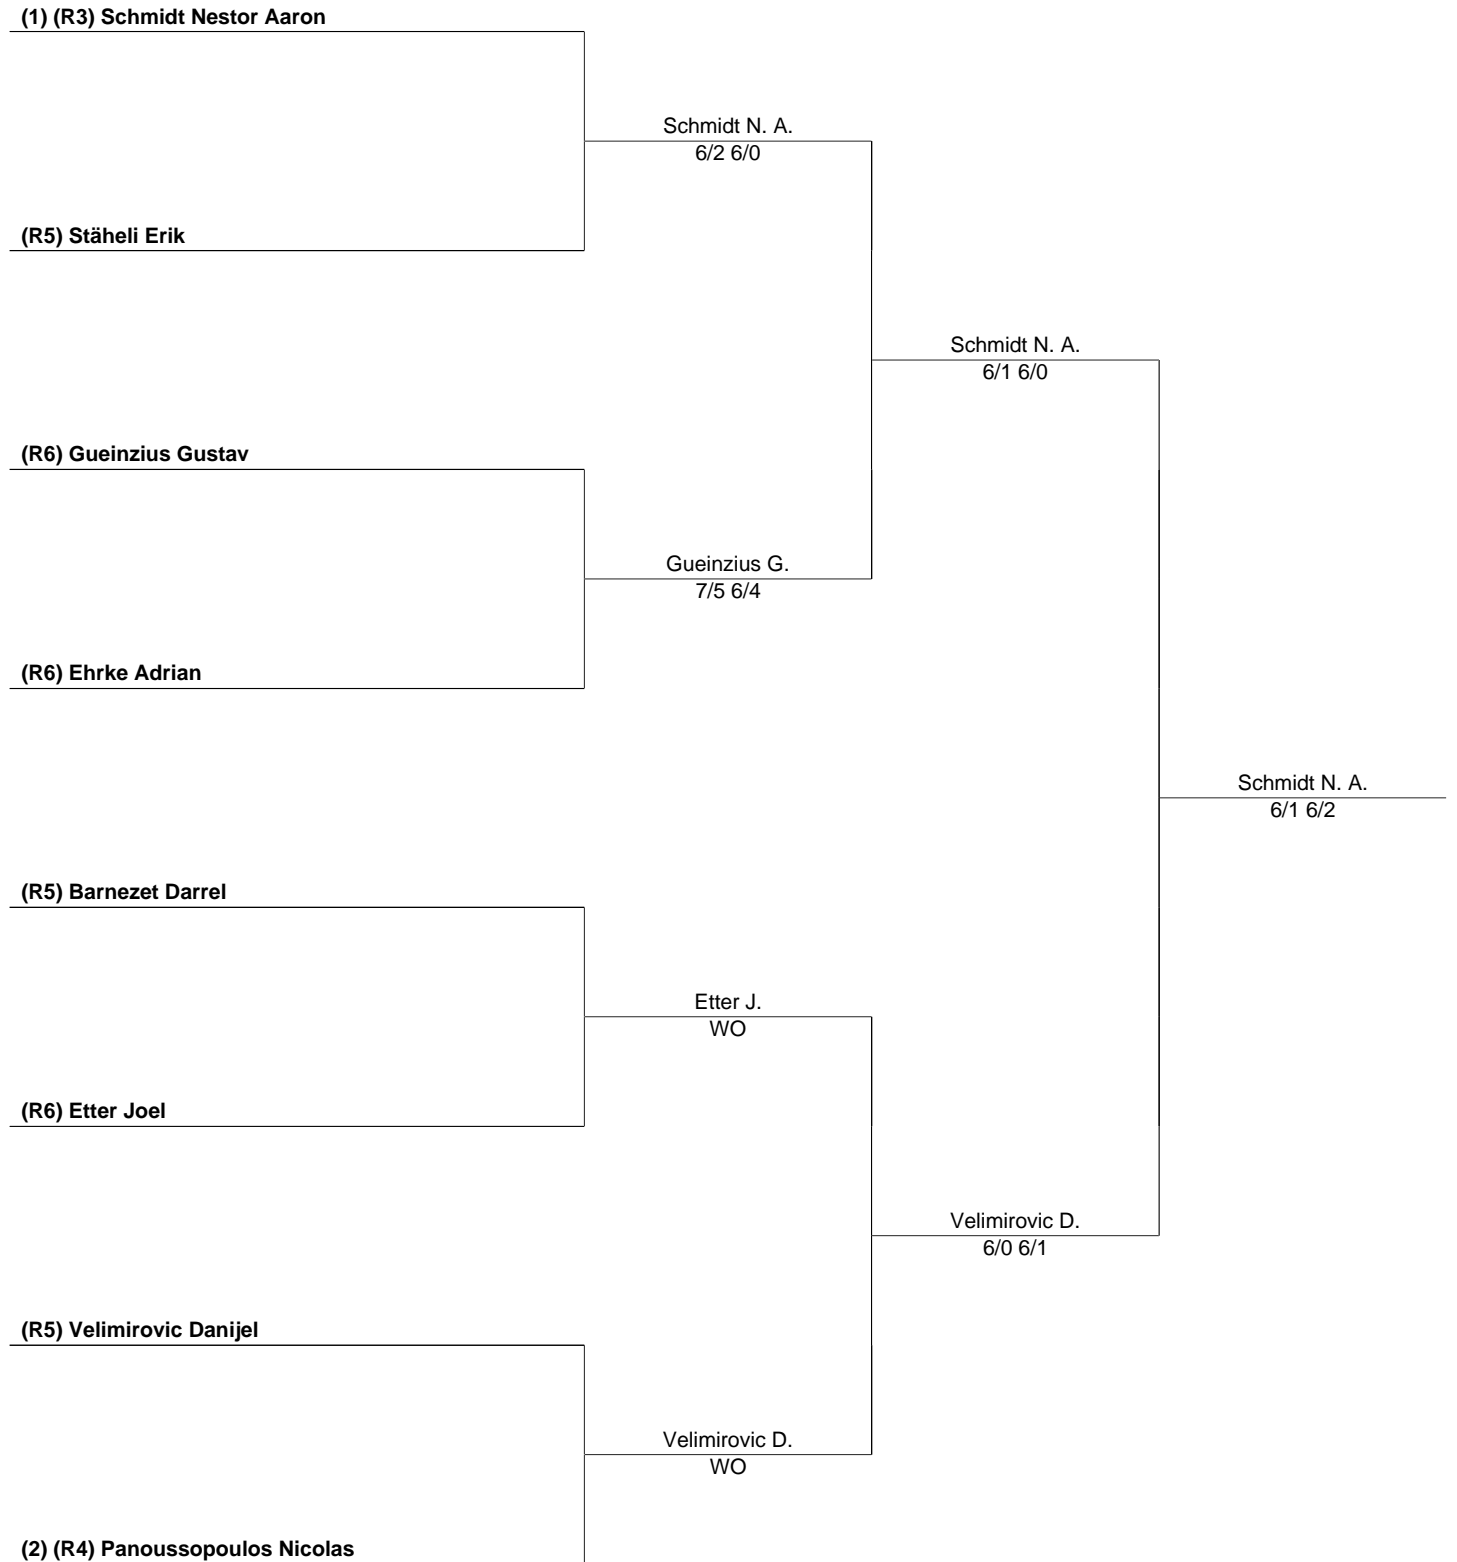 (1) (R3) Schmidt Nestor Aaron
Schmidt N. A.
6/2 6/0
(R5) Stäheli Erik
Schmidt N. A.
6/1 6/0
(R6) Gueinzius Gustav
Gueinzius G.
7/5 6/4
(R6) Ehrke Adrian
Schmidt N. A.
6/1 6/2
(R5) Barnezet Darrel
Etter J.
WO
(R6) Etter Joel
Velimirovic D.
6/0 6/1
(R5) Velimirovic Danijel
Velimirovic D.
WO
(2) (R4) Panoussopoulos Nicolas